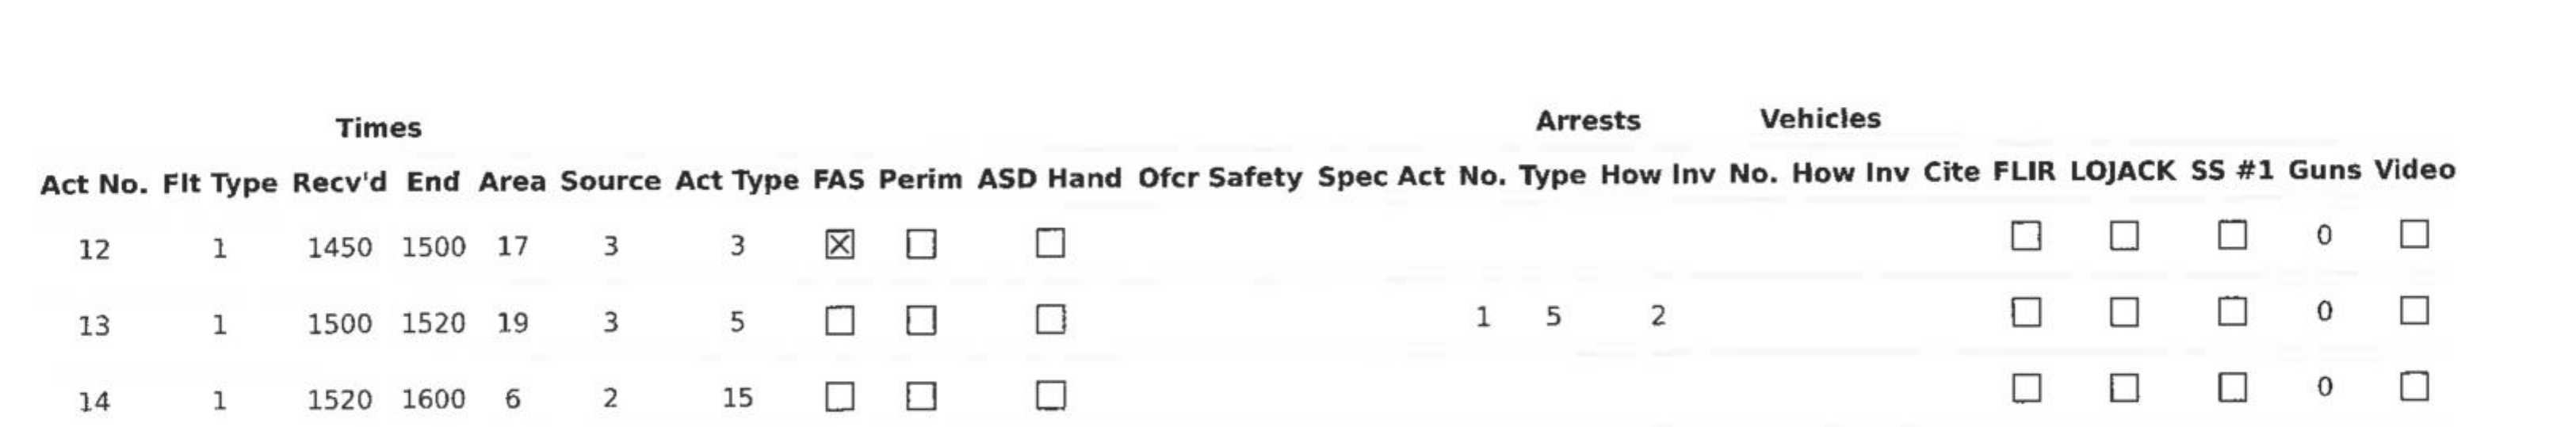 Times Arrests Vehicles
Act No. Flt Type Recv'd End Area Source Act Type FAS Perim ASD Hand Ofcr Safety Spec Act No. Type How Inv No. How Inv Cite FLIR LOJACK SS #1 Guns Video
12 1 1450 1500 17 3 3 ☒ ☐ ☐ ☐ ☐ ☐ 0 ☐
13 1 1500 1520 19 3 5 ☐ ☐ ☐ 1 5 2 ☐ ☐ ☐ 0 ☐
14 1 1520 1600 6 2 15 ☐ ☐ ☐ ☐ ☐ ☐ 0 ☐